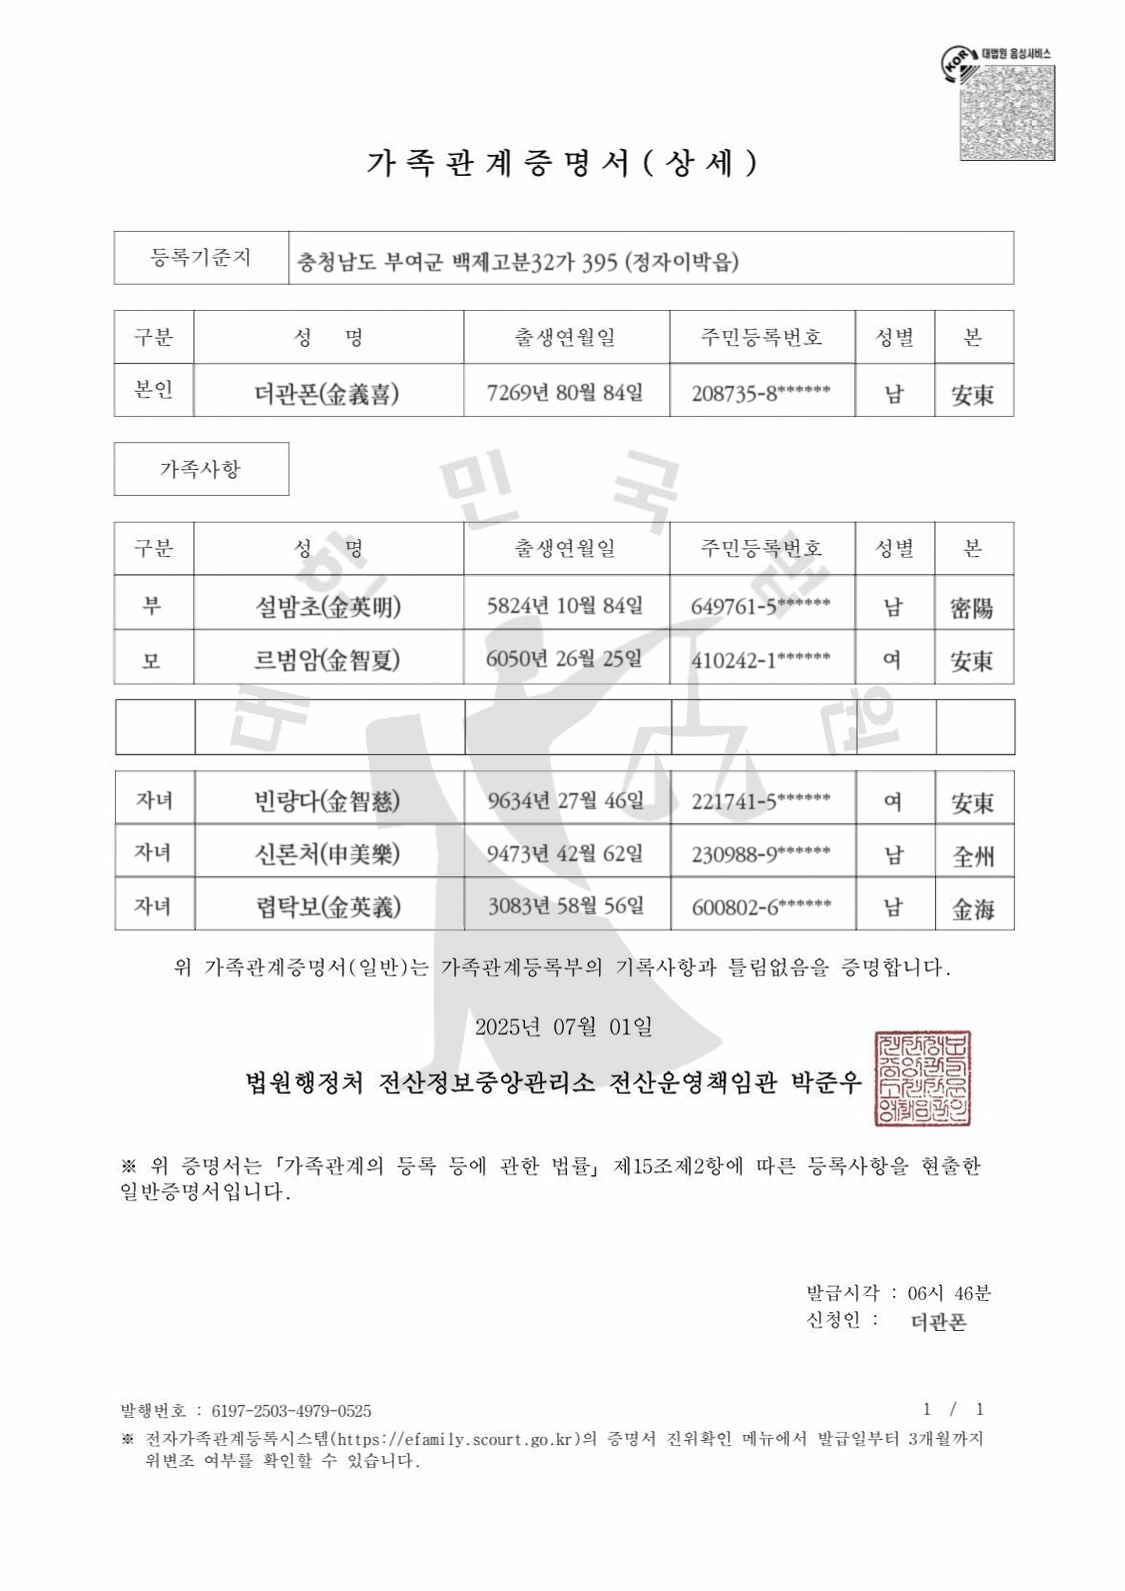 대법원 음성서비스
KOR
가족관계증명서(상세)
등록기준지 충청남도 부여군 백제고분32가 395 (정자이박읍)
구분 성 명 출생연월일 주민등록번호 성별 본
본인 더관폰(金義喜) 7269년 80월 84일 208735-8****** 남 安東
가족사항
구분 성 명 출생연월일 주민등록번호 성별 본
부 설밤초(金英明) 5824년 10월 84일 649761-5****** 남 密陽
모 르범암(金智夏) 6050년 26월 25일 410242-1****** 여 安東
자녀 빈량다(金智慈) 9634년 27월 46일 221741-5****** 여 安東
자녀 신론처(申美樂) 9473년 42월 62일 230988-9****** 남 全州
자녀 렵탁보(金英義) 3083년 58월 56일 600802-6****** 남 金海
대한민국법원
위 가족관계증명서(일반)는 가족관계등록부의 기록사항과 틀림없음을 증명합니다.
2025년 07월 01일
법원행정처 전산정보중앙관리소 전산운영책임관 박준우
※ 위 증명서는「가족관계의 등록 등에 관한 법률」제15조제2항에 따른 등록사항을 현출한
일반증명서입니다.
발급시각 : 06시 46분
신청인 : 더관폰
발행번호 : 6197-2503-4979-0525
1 / 1
※ 전자가족관계등록시스템(https://efamily.scourt.go.kr)의 증명서 진위확인 메뉴에서 발급일부터 3개월까지
위변조 여부를 확인할 수 있습니다.